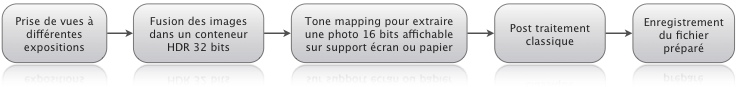 Prise de vues à
différentes
expositions
Fusion des images
dans un conteneur
HDR 32 bits
Tone mapping pour extraire
une photo 16 bits affichable
sur support écran ou papier
Post traitement
classique
Enregistrement
du fichier
préparé